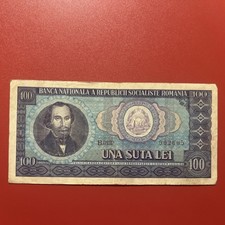 BANCA NATIONALA A REPUBLICII SOCIALISTE ROMANIA
100 100
UNA SUTA LEI
100 100